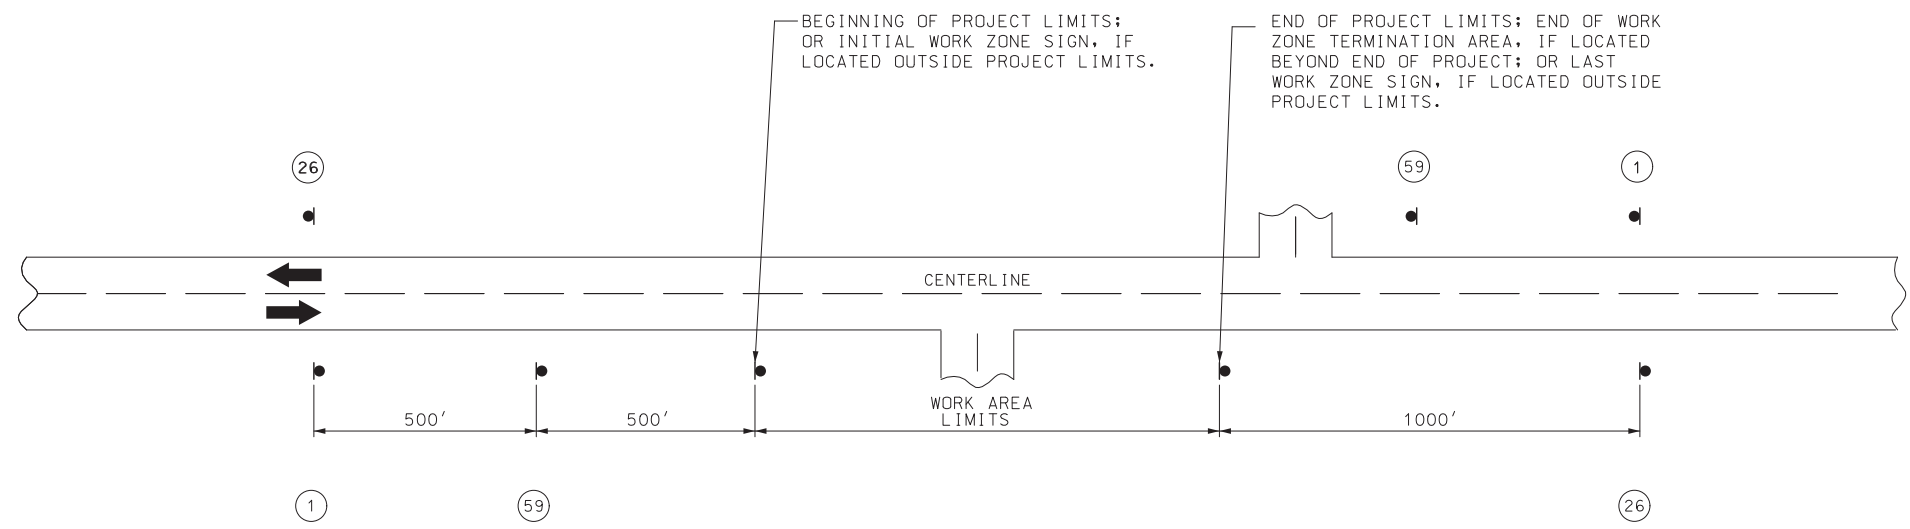 BEGINNING OF PROJECT LIMITS;
OR INITIAL WORK ZONE SIGN, IF
LOCATED OUTSIDE PROJECT LIMITS.
END OF PROJECT LIMITS; END OF WORK
ZONE TERMINATION AREA, IF LOCATED
BEYOND END OF PROJECT; OR LAST
WORK ZONE SIGN, IF LOCATED OUTSIDE
PROJECT LIMITS.
26
59
1
CENTERLINE
WORK AREA
LIMITS
500'
500'
1000'
1
59
26